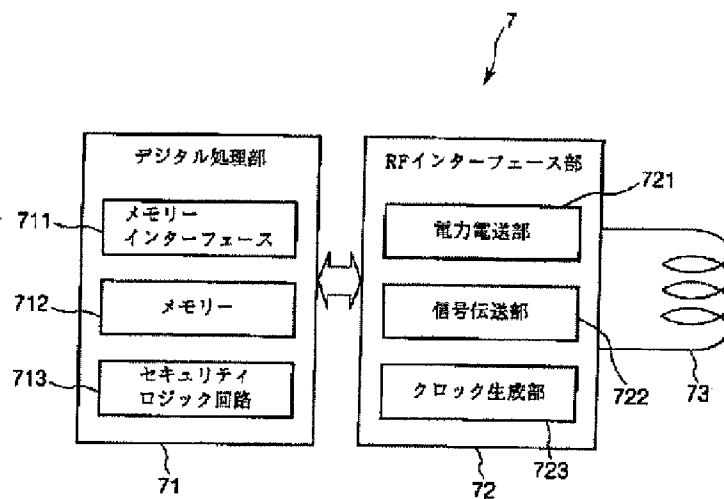 7
デジタル処理部
711
メモリー
インターフェース
712
メモリー
713
セキュリティ
ロジック回路
71
RFインターフェース部
721
電力電送部
信号伝送部
722
クロック生成部
723
72
73